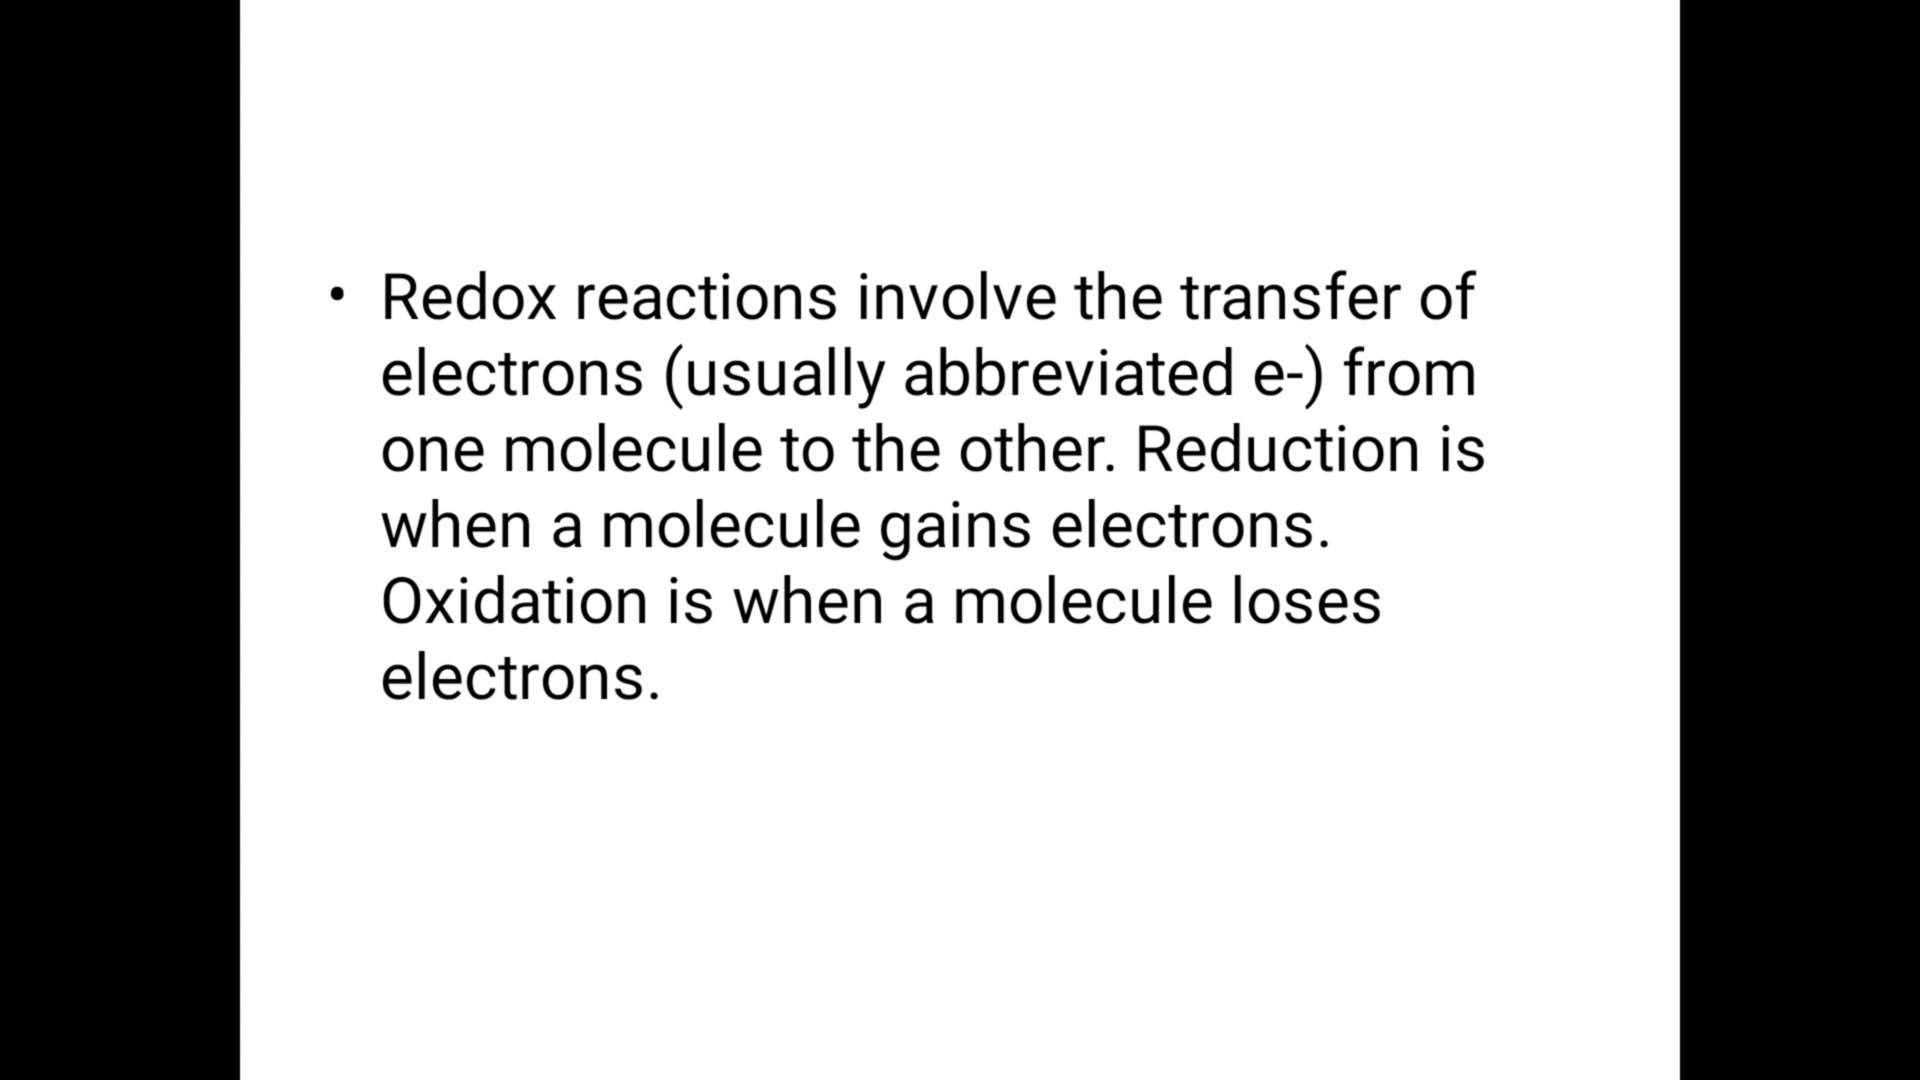 • Redox reactions involve the transfer of
electrons (usually abbreviated e-) from
one molecule to the other. Reduction is
when a molecule gains electrons.
Oxidation is when a molecule loses
electrons.